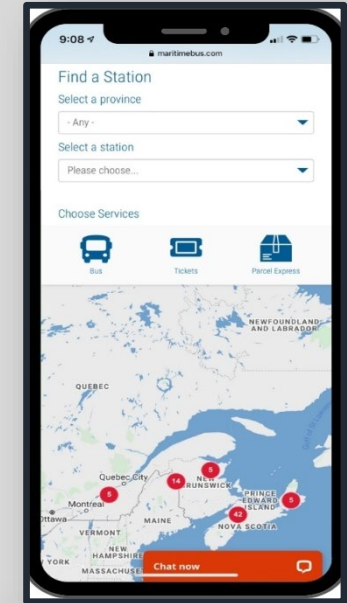 9:08
maritimebus.com
Find a Station
Select a province
- Any -
Select a station
Please choose...
Choose Services
Bus
Tickets
Parcel Express
NEWFOUNDLAND
AND LABRADOR
QUEBEC
Quebec City
5
14
5
NEW
BRUNSWICK
PRINCE
EDWARD
ISLAND
5
Montreal
42
Ottawa
MAINE
NOVA SCOTIA
VERMONT
NEW
HAMPSHIRE
YORK
MASSACHUSE
Chat now